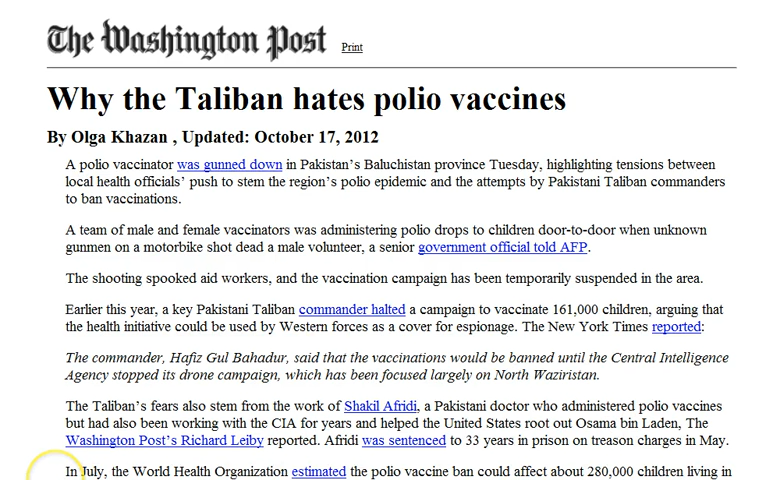 The Washington Post Print
Why the Taliban hates polio vaccines
By Olga Khazan , Updated: October 17, 2012
A polio vaccinator was gunned down in Pakistan's Baluchistan province Tuesday, highlighting tensions between
local health officials' push to stem the region's polio epidemic and the attempts by Pakistani Taliban commanders
to ban vaccinations.
A team of male and female vaccinators was administering polio drops to children door-to-door when unknown
gunmen on a motorbike shot dead a male volunteer, a senior government official told AFP.
The shooting spooked aid workers, and the vaccination campaign has been temporarily suspended in the area.
Earlier this year, a key Pakistani Taliban commander halted a campaign to vaccinate 161,000 children, arguing that
the health initiative could be used by Western forces as a cover for espionage. The New York Times reported:
The commander, Hafiz Gul Bahadur, said that the vaccinations would be banned until the Central Intelligence
Agency stopped its drone campaign, which has been focused largely on North Waziristan.
The Taliban's fears also stem from the work of Shakil Afridi, a Pakistani doctor who administered polio vaccines
but had also been working with the CIA for years and helped the United States root out Osama bin Laden, The
Washington Post's Richard Leiby reported. Afridi was sentenced to 33 years in prison on treason charges in May.
In July, the World Health Organization estimated the polio vaccine ban could affect about 280,000 children living in